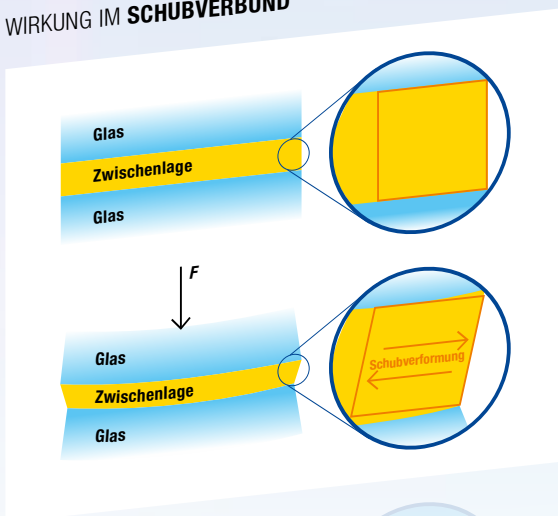 WIRKUNG IM SCHUBVERBUND
Glas
Zwischenlage
Glas
F
Glas
Zwischenlage
Glas
Schubverformung